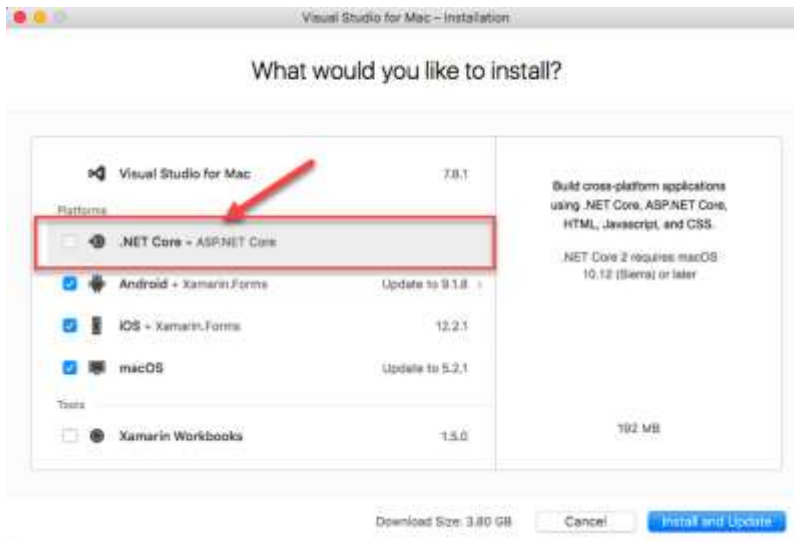 Visual Studio for Mac – Installation
What would you like to install?
Visual Studio for Mac 7.8.1
Platforms
.NET Core + ASP.NET Core
Android + Xamarin.Forms Update to 9.1.8 ›
iOS + Xamarin.Forms 12.2.1
macOS Update to 5.2.1
Tools
Xamarin Workbooks 1.5.0
Build cross-platform applications
using .NET Core, ASP.NET Core,
HTML, Javascript, and CSS.
.NET Core 2 requires macOS
10.12 (Sierra) or later
192 MB
Download Size: 3.80 GB Cancel Install and Update